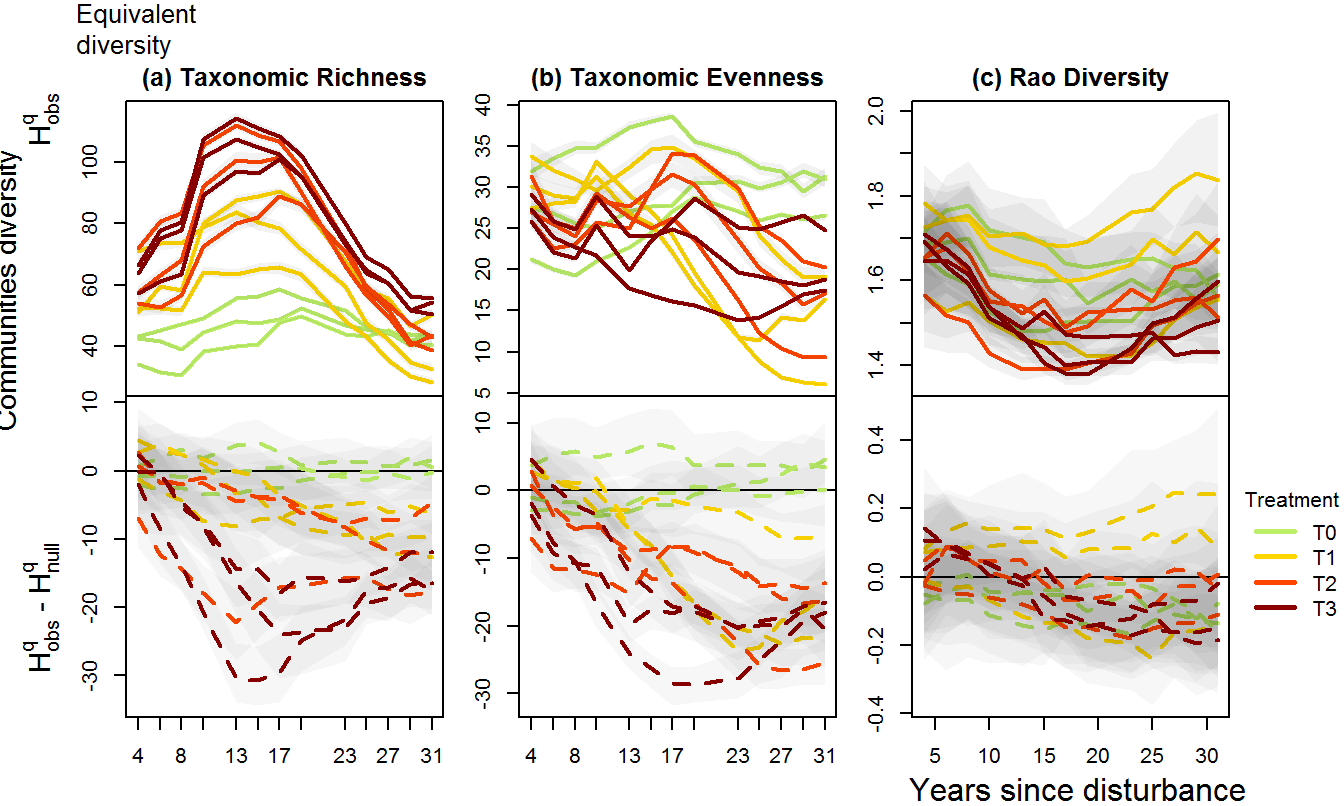 Equivalent
diversity
(a) Taxonomic Richness
(b) Taxonomic Evenness
(c) Rao Diversity
Communities diversity
H^q_obs
40 60 80 100
5 10 15 20 25 30 35 40
1.4 1.6 1.8 2.0
H^q_obs - H^q_null
-30 -20 -10 0 10
-30 -20 -10 0 10
-0.4 -0.2 0.0 0.2 0.4
4 8 13 17 23 27 31
4 8 13 17 23 27 31
5 10 15 20 25 30
Years since disturbance
Treatment
T0
T1
T2
T3